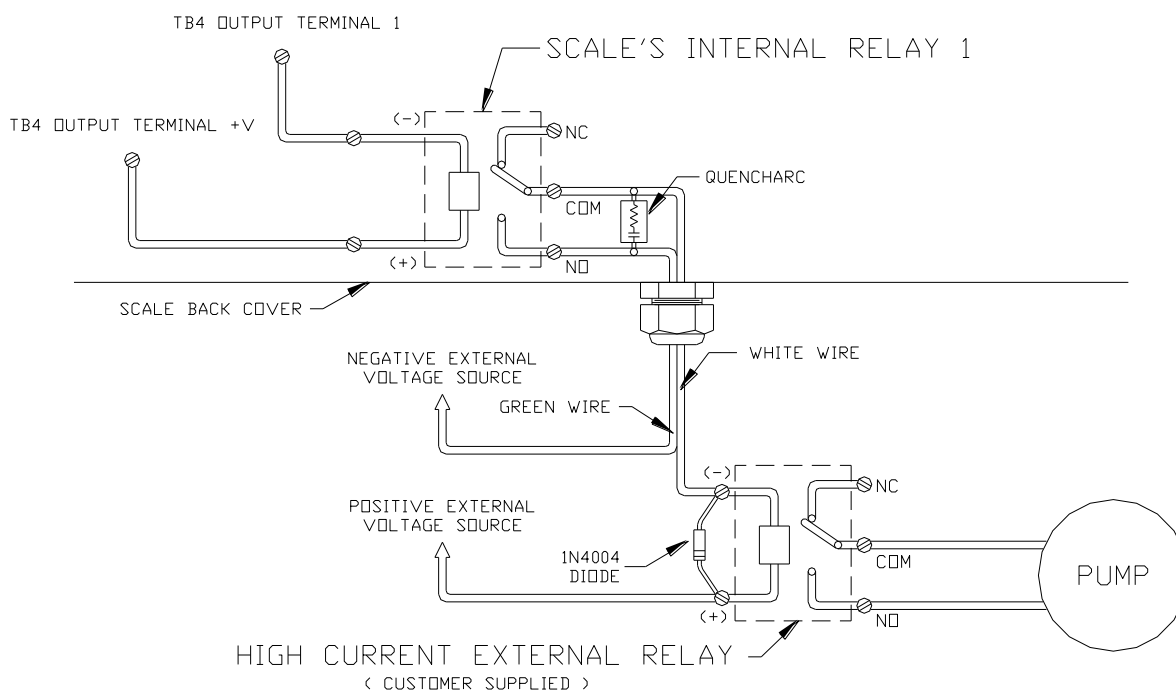 TB4 OUTPUT TERMINAL 1
SCALE'S INTERNAL RELAY 1
TB4 OUTPUT TERMINAL +V
(-)
NC
QUENCHARC
COM
(+)
NO
SCALE BACK COVER
WHITE WIRE
NEGATIVE EXTERNAL
VOLTAGE SOURCE
GREEN WIRE
(-)
NC
POSITIVE EXTERNAL
VOLTAGE SOURCE
1N4004
DIODE
COM
PUMP
(+)
NO
HIGH CURRENT EXTERNAL RELAY
( CUSTOMER SUPPLIED )